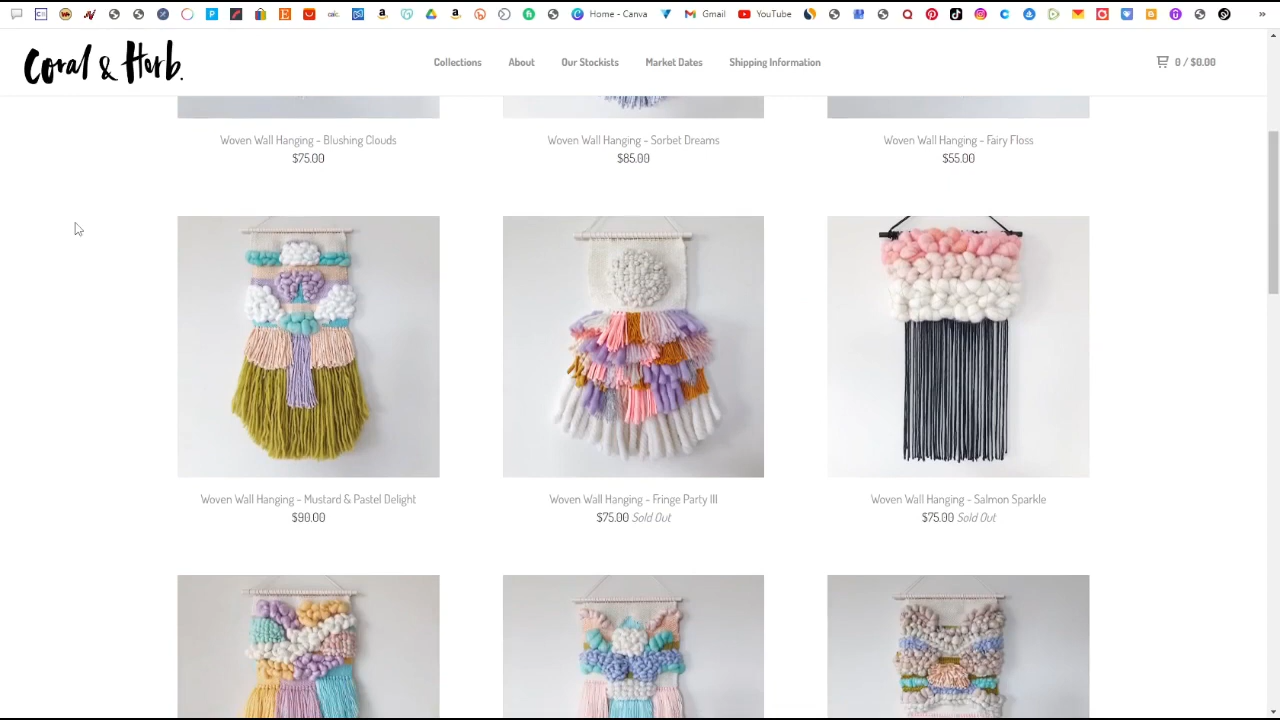 Home - Canva Gmail YouTube
Coral & Herb.
Collections About Our Stockists Market Dates Shipping Information
0 / $0.00
Woven Wall Hanging - Blushing Clouds
$75.00
Woven Wall Hanging - Sorbet Dreams
$85.00
Woven Wall Hanging - Fairy Floss
$55.00
Woven Wall Hanging - Mustard & Pastel Delight
$90.00
Woven Wall Hanging - Fringe Party III
$75.00 Sold Out
Woven Wall Hanging - Salmon Sparkle
$75.00 Sold Out